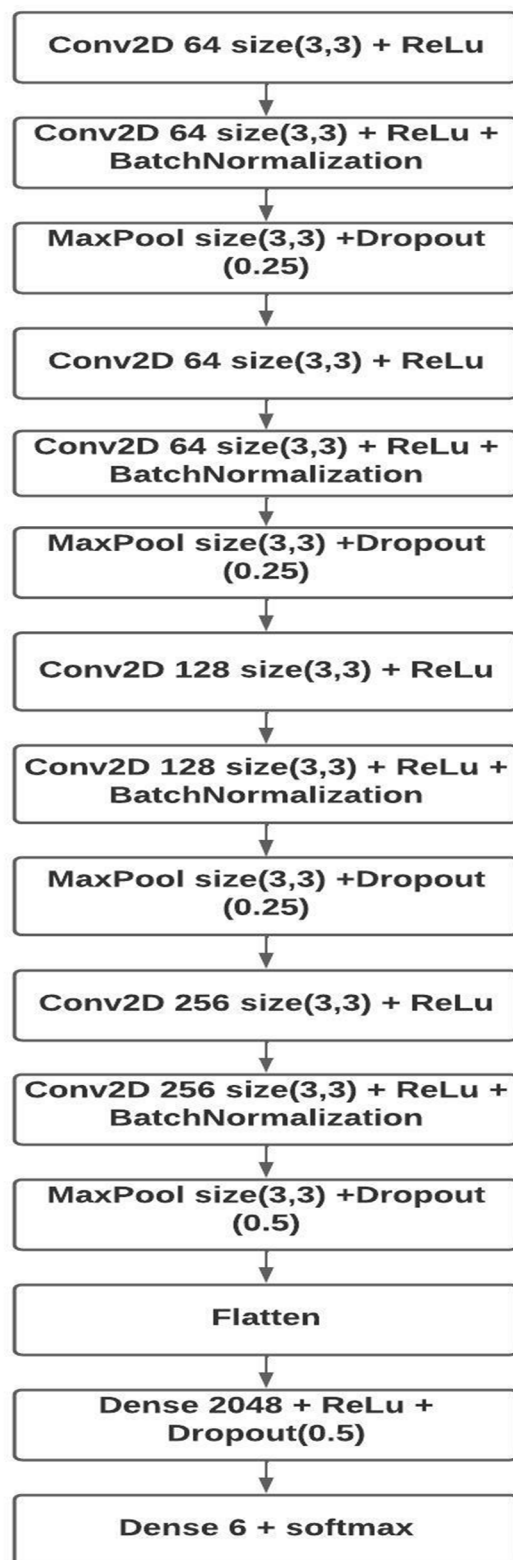 Conv2D 64 size(3,3) + ReLu
Conv2D 64 size(3,3) + ReLu +
BatchNormalization
MaxPool size(3,3) +Dropout
(0.25)
Conv2D 64 size(3,3) + ReLu
Conv2D 64 size(3,3) + ReLu +
BatchNormalization
MaxPool size(3,3) +Dropout
(0.25)
Conv2D 128 size(3,3) + ReLu
Conv2D 128 size(3,3) + ReLu +
BatchNormalization
MaxPool size(3,3) +Dropout
(0.25)
Conv2D 256 size(3,3) + ReLu
Conv2D 256 size(3,3) + ReLu +
BatchNormalization
MaxPool size(3,3) +Dropout
(0.5)
Flatten
Dense 2048 + ReLu +
Dropout(0.5)
Dense 6 + softmax